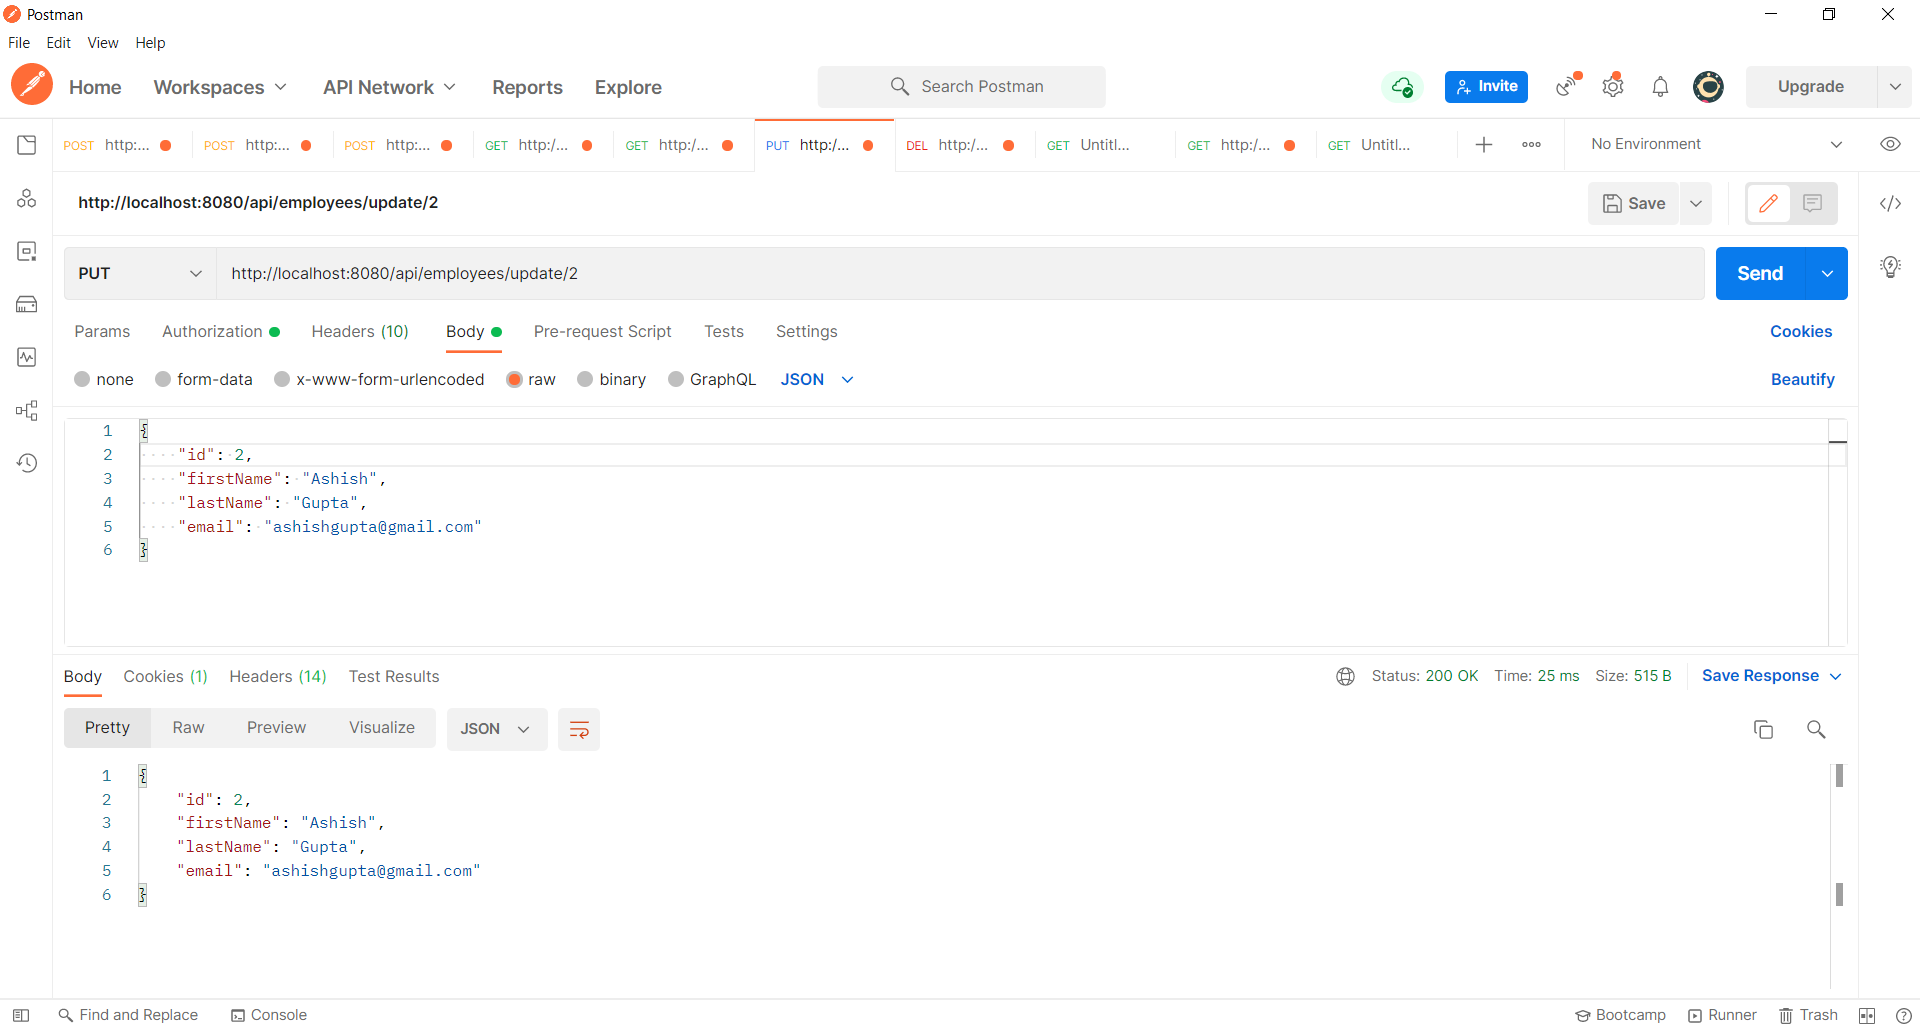 Postman
File Edit View Help
Home Workspaces API Network Reports Explore Search Postman Invite Upgrade
POST http:... POST http:... POST http:... GET http:/... GET http:/... PUT http:/... DEL http:/... GET Untitl... GET http:/... GET Untitl... No Environment
http://localhost:8080/api/employees/update/2 Save
PUT http://localhost:8080/api/employees/update/2 Send
Params Authorization Headers (10) Body Pre-request Script Tests Settings Cookies
none form-data x-www-form-urlencoded raw binary GraphQL JSON Beautify
1 {
2 "id": 2,
3 "firstName": "Ashish",
4 "lastName": "Gupta",
5 "email": "ashishgupta@gmail.com"
6 }
Body Cookies (1) Headers (14) Test Results Status: 200 OK Time: 25 ms Size: 515 B Save Response
Pretty Raw Preview Visualize JSON
1 {
2 "id": 2,
3 "firstName": "Ashish",
4 "lastName": "Gupta",
5 "email": "ashishgupta@gmail.com"
6 }
Find and Replace Console Bootcamp Runner Trash